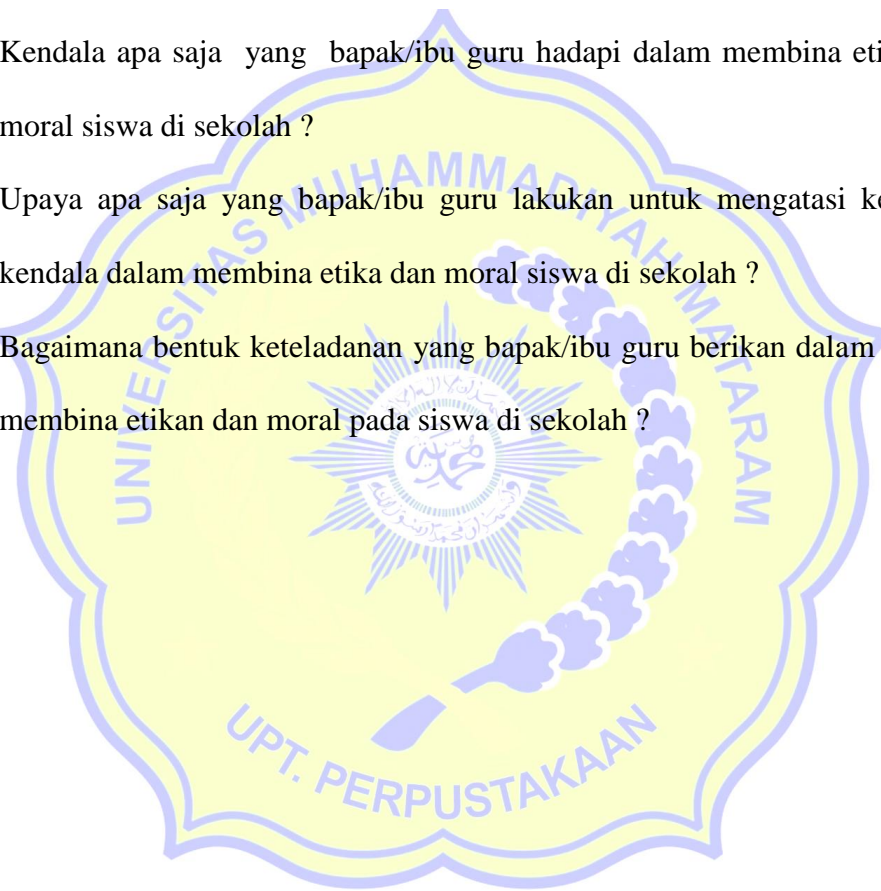 Kendala apa saja yang bapak/ibu guru hadapi dalam membina
moral siswa di sekolah ?
Upaya apa saja yang bapak/ibu guru lakukan untuk mengatasi
kendala dalam membina etika dan moral siswa di sekolah ?
Bagaimana bentuk keteladanan yang bapak/ibu guru berikan dalam
membina etikan dan moral pada siswa di sekolah ?
UNIVERSITAS MUHAMMADIYAH MATARAM
UPT. PERPUSTAKAAN